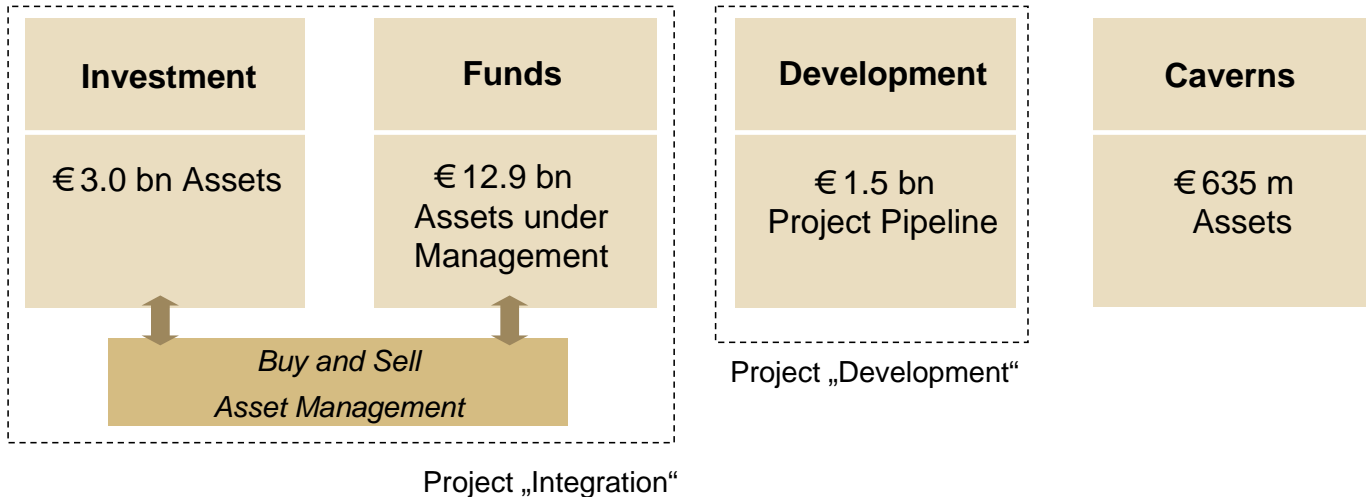 Investment
€ 3.0 bn Assets
Funds
€ 12.9 bn
Assets under
Management
Buy and Sell
Asset Management
Project „Integration“
Development
€ 1.5 bn
Project Pipeline
Project „Development“
Caverns
€ 635 m
Assets